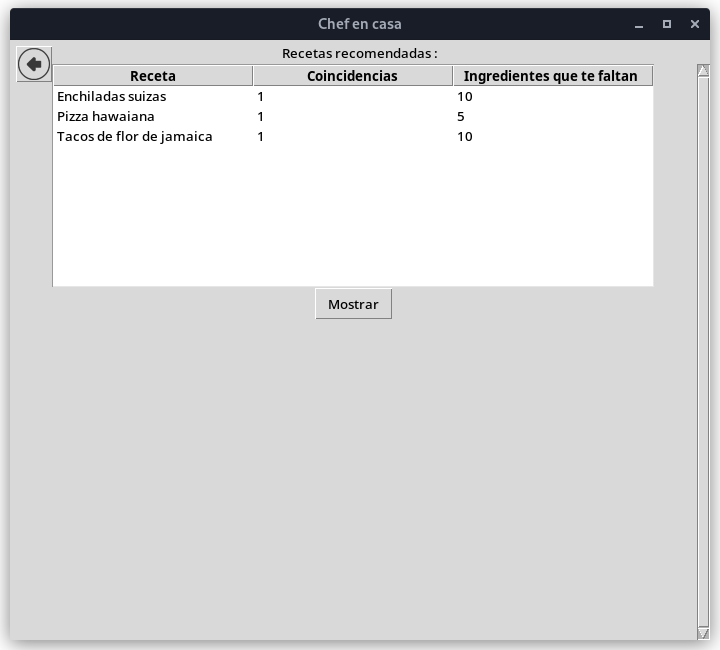 Chef en casa
Recetas recomendadas :
Receta Coincidencias Ingredientes que te faltan
Enchiladas suizas 1 10
Pizza hawaiana 1 5
Tacos de flor de jamaica 1 10
Mostrar